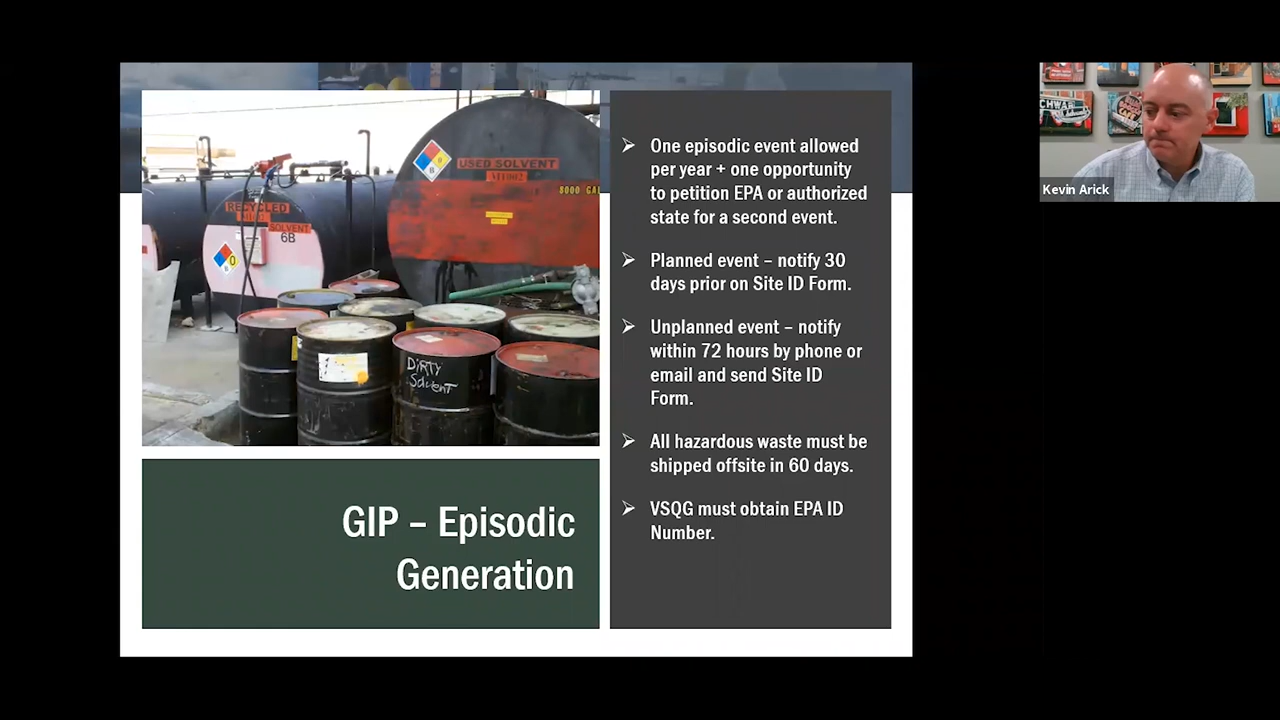 USED SOLVENT
8000 GAL
RECYCLED
SOLVENT
6B
DiRTY
Solvent
GIP – Episodic
Generation
➢ One episodic event allowed
per year + one opportunity
to petition EPA or authorized
state for a second event.
➢ Planned event – notify 30
days prior on Site ID Form.
➢ Unplanned event – notify
within 72 hours by phone or
email and send Site ID
Form.
➢ All hazardous waste must be
shipped offsite in 60 days.
➢ VSQG must obtain EPA ID
Number.
Kevin Arick